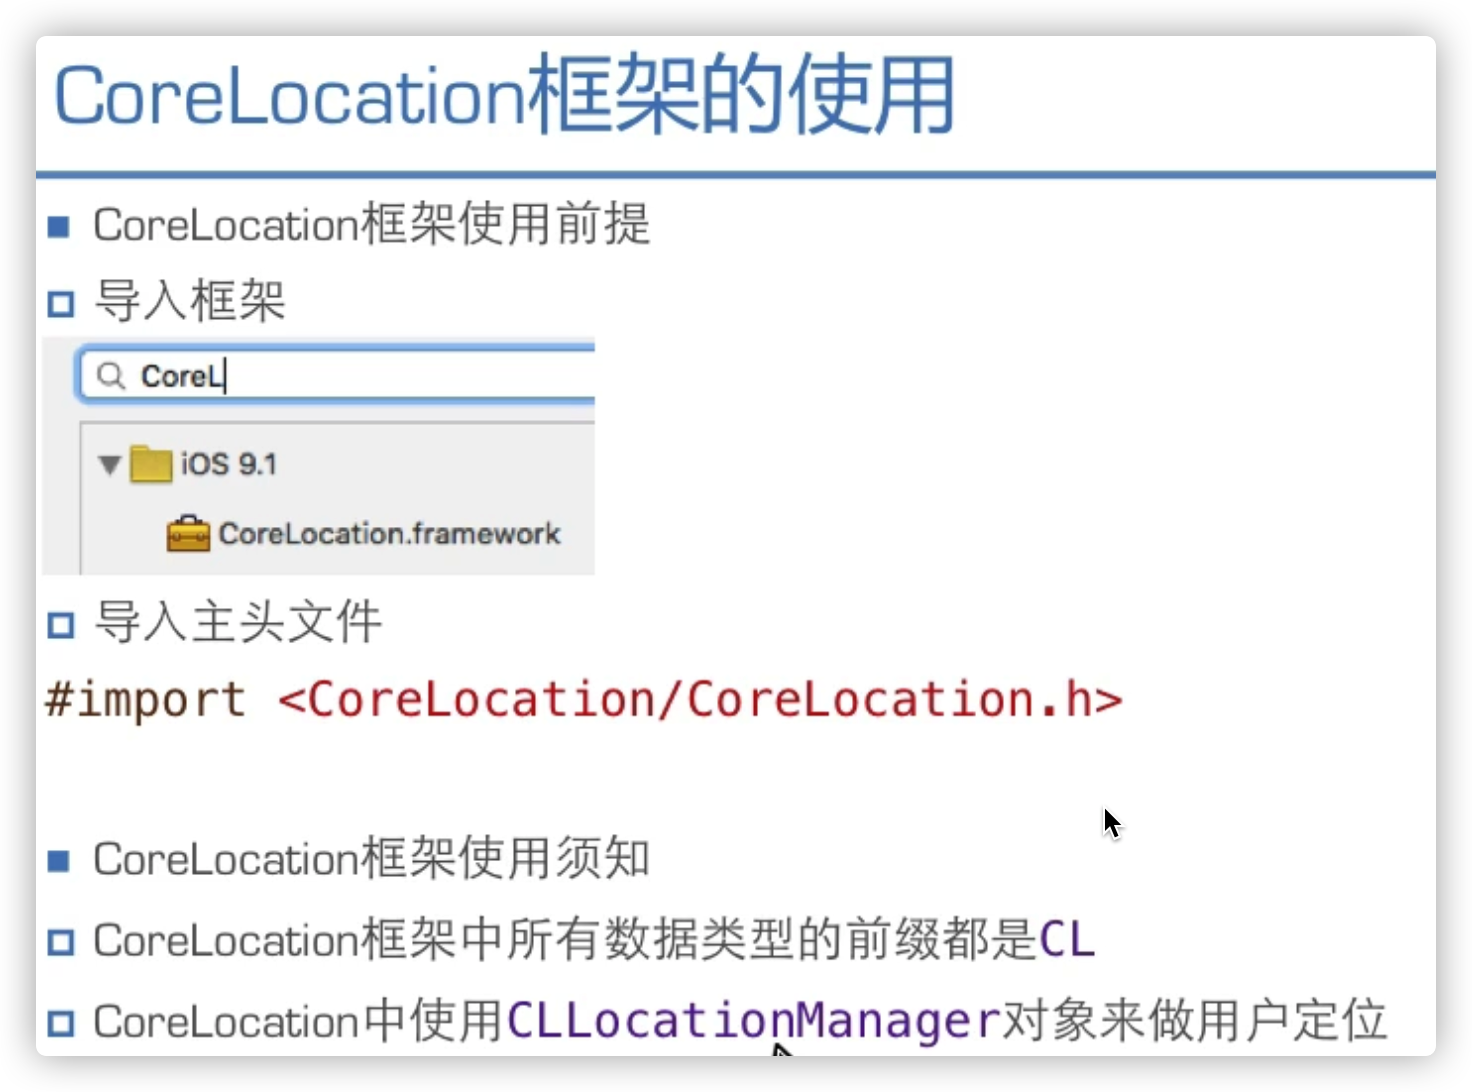 CoreLocation框架的使用
CoreLocation框架使用前提
导入框架
CoreL
iOS 9.1
CoreLocation.framework
导入主头文件
#import <CoreLocation/CoreLocation.h>
CoreLocation框架使用须知
CoreLocation框架中所有数据类型的前缀都是CL
CoreLocation中使用CLLocationManager对象来做用户定位